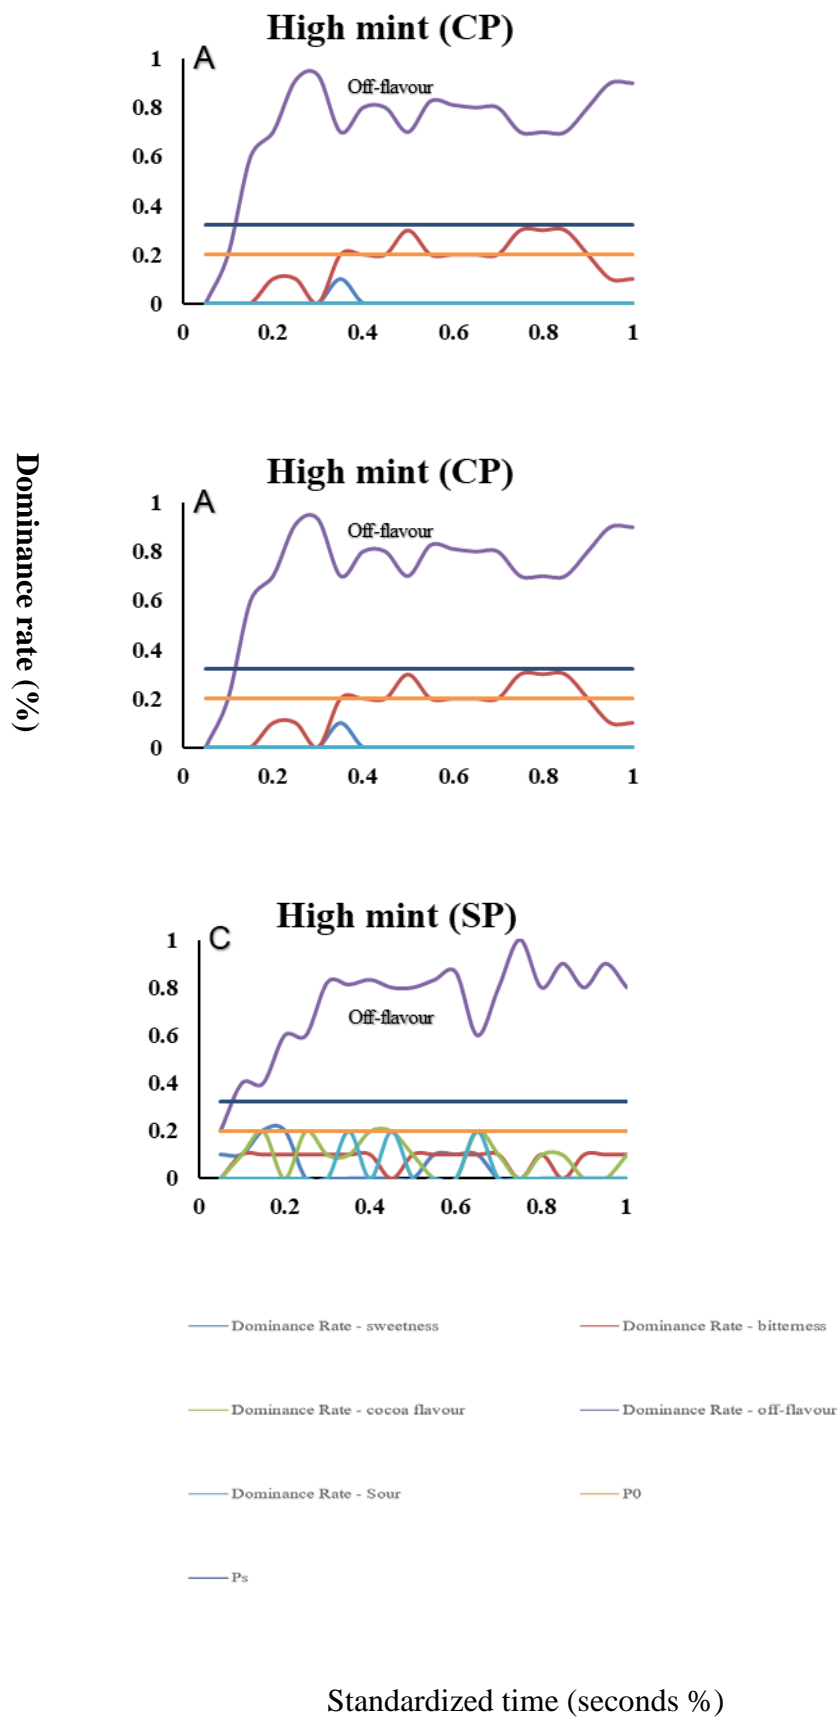 High mint (CP)
A
Off-flavour
1
0.8
0.6
0.4
0.2
0
0 0.2 0.4 0.6 0.8 1
Dominance rate (%)
High mint (CP)
A
Off-flavour
1
0.8
0.6
0.4
0.2
0
0 0.2 0.4 0.6 0.8 1
High mint (SP)
C
Off-flavour
1
0.8
0.6
0.4
0.2
0
0 0.2 0.4 0.6 0.8 1
Dominance Rate - sweetness
Dominance Rate - bitterness
Dominance Rate - cocoa flavour
Dominance Rate - off-flavour
Dominance Rate - Sour
P0
Ps
Standardized time (seconds %)